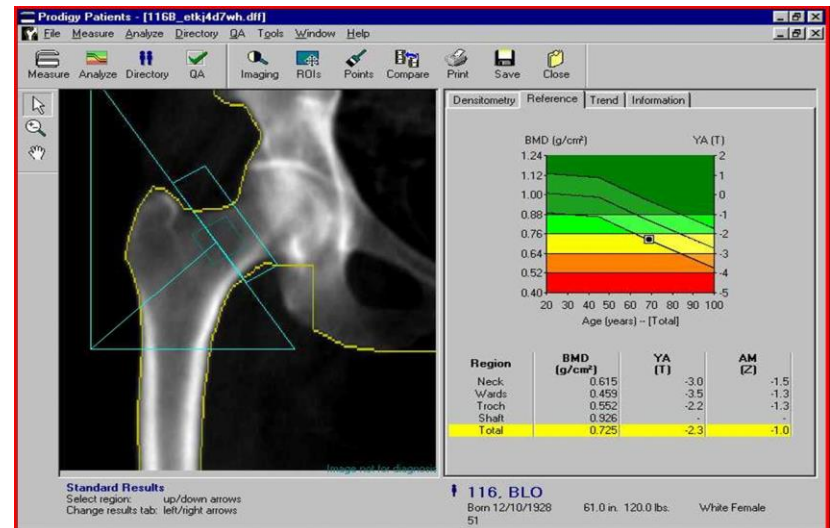 Prodigy Patients - [116B_etkj4d7wh.dff]
File Measure Analyze Directory QA Tools Window Help
Measure Analyze Directory QA Imaging ROIs Points Compare Print Save Close
Densitometry Reference Trend Information
BMD (g/cm²) YA (T)
1.24 2
1.12 1
1.00 0
0.88 -1
0.76 -2
0.64 -3
0.52 -4
0.40 -5
20 30 40 50 60 70 80 90 100
Age (years) -- [Total]
Region BMD (g/cm²) YA (T) AM (Z)
Neck 0.615 -3.0 -1.5
Wards 0.459 -3.5 -1.3
Troch 0.552 -2.2 -1.3
Shaft 0.926 - -
Total 0.725 -2.3 -1.0
Image not for diagnosis
Standard Results
Select region: up/down arrows
Change results tab: left/right arrows
116, BLO
Born 12/10/1928 61.0 in. 120.0 lbs. White Female
51